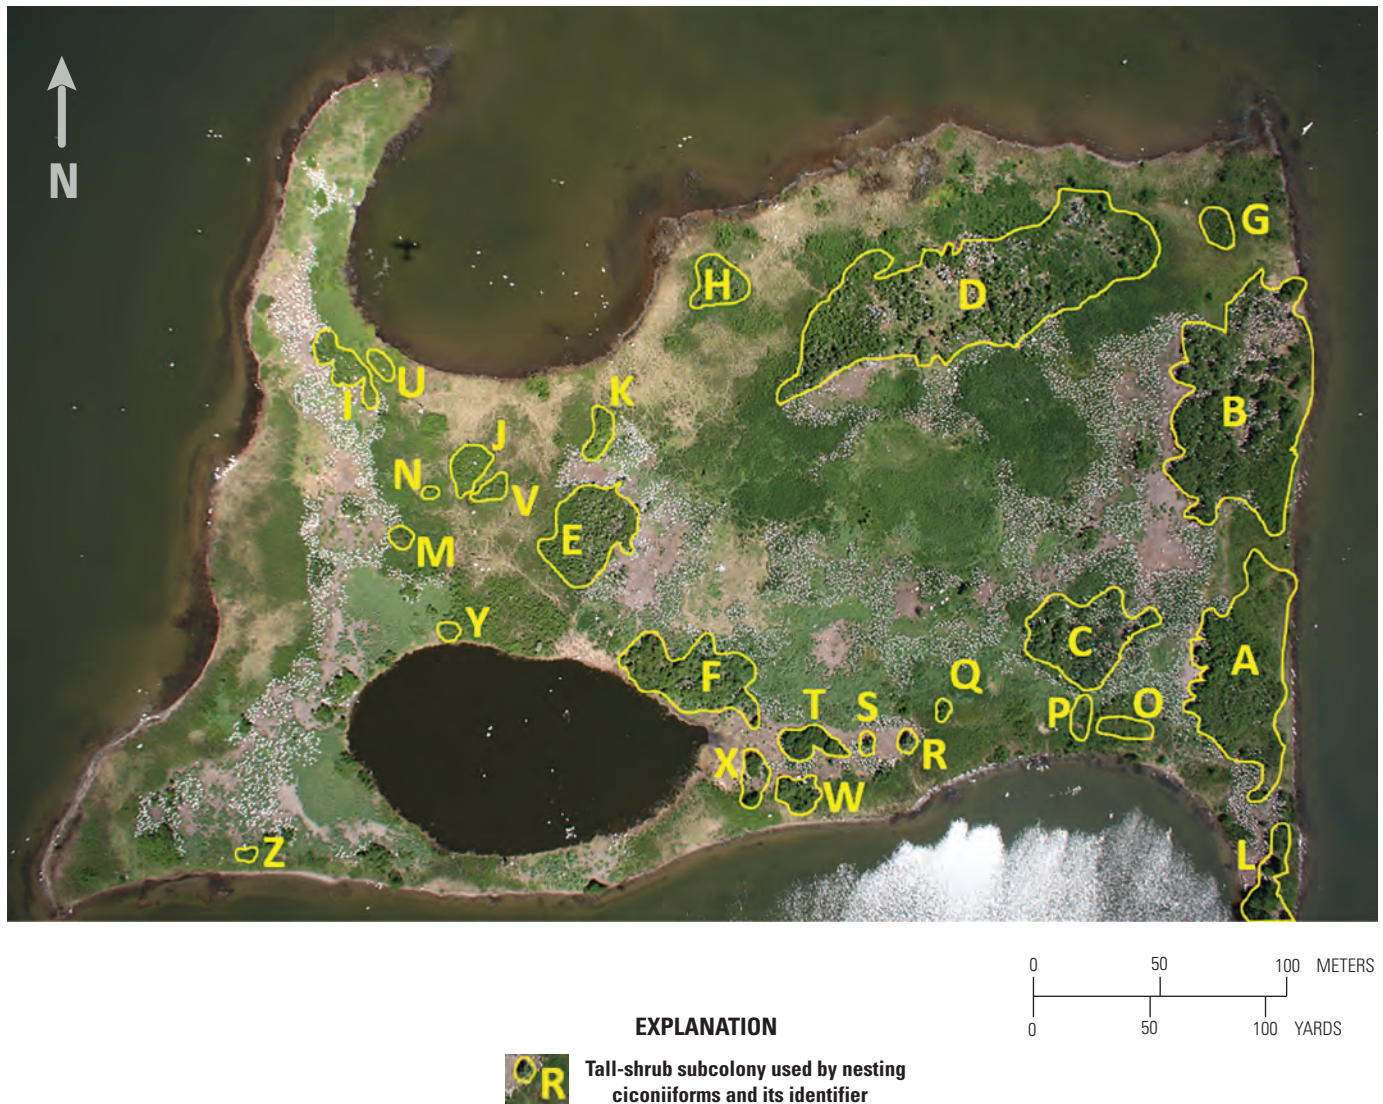 N
G
H
D
U
I
K
B
J
N
V
E
M
Y
C
A
F
Q
T
S
P
O
R
X
W
L
Z
0 50 100 METERS
0 50 100 YARDS
EXPLANATION
R
Tall-shrub subcolony used by nesting
ciconiiforms and its identifier